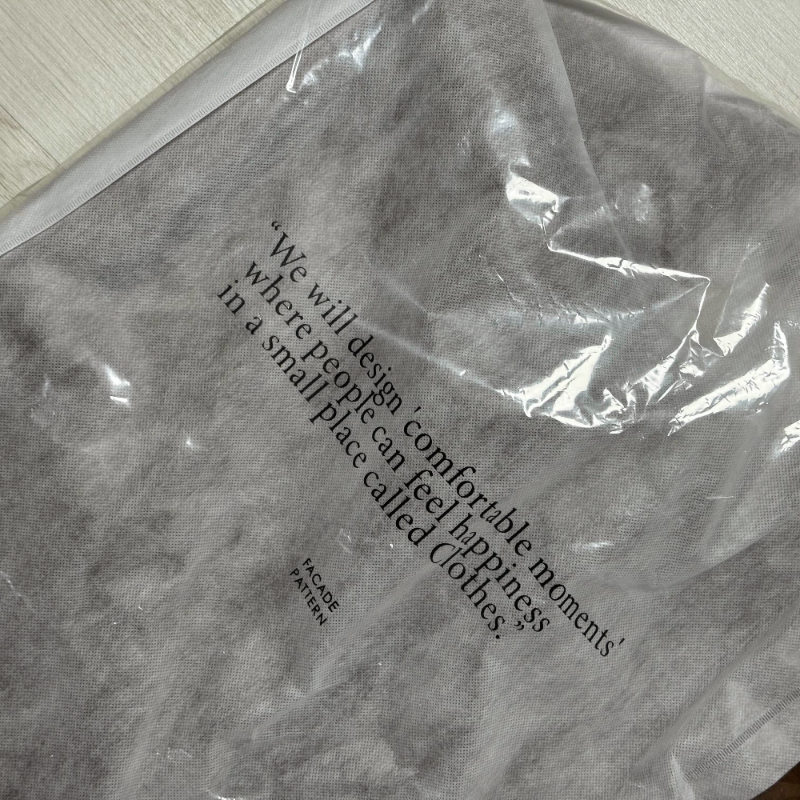 “We will design 'comfortable moments'
where people can feel happiness
in a small place called Clothes.”
FACADE
PATTERN